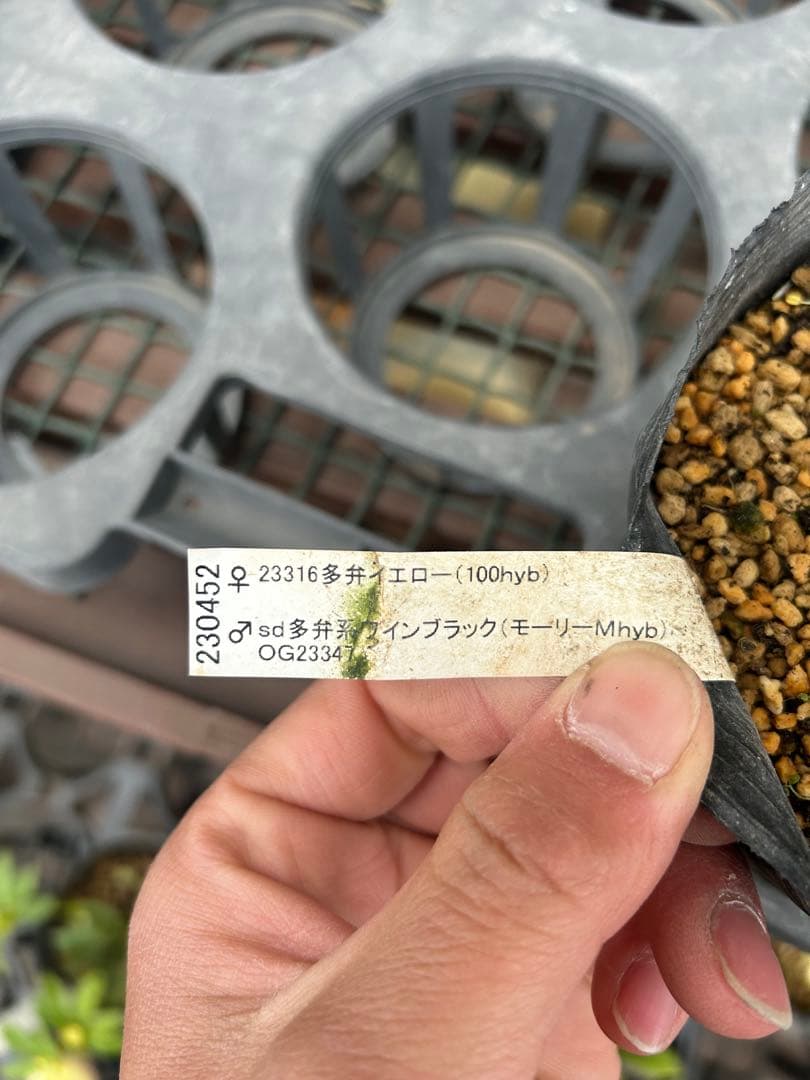 230452
♀ 23316多弁イエロー(100hyb)
♂ sd多弁系ワインブラック(モーリーMhyb)
OG23347